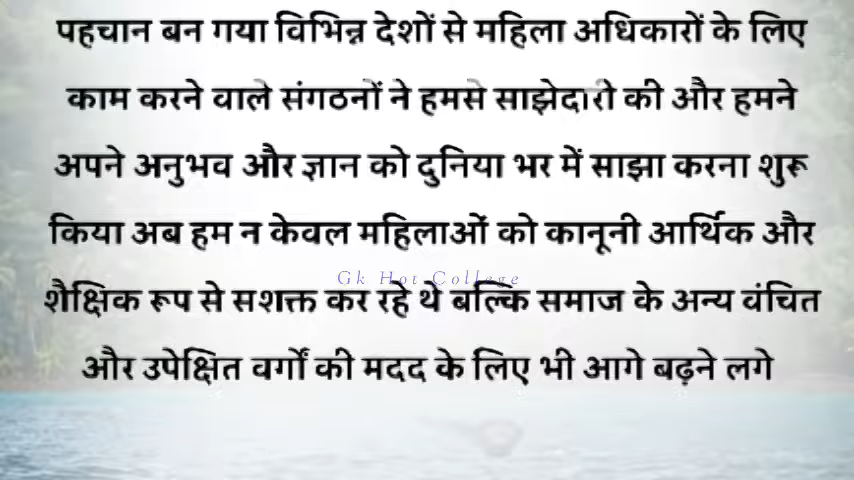 पहचान बन गया विभिन्न देशों से महिला अधिकारों के लिए
काम करने वाले संगठनों ने हमसे साझेदारी की और हमने
अपने अनुभव और ज्ञान को दुनिया भर में साझा करना शुरू
किया अब हम न केवल महिलाओं को कानूनी आर्थिक और
Gk Hot College
शैक्षिक रूप से सशक्त कर रहे थे बल्कि समाज के अन्य वंचित
और उपेक्षित वर्गों की मदद के लिए भी आगे बढ़ने लगे